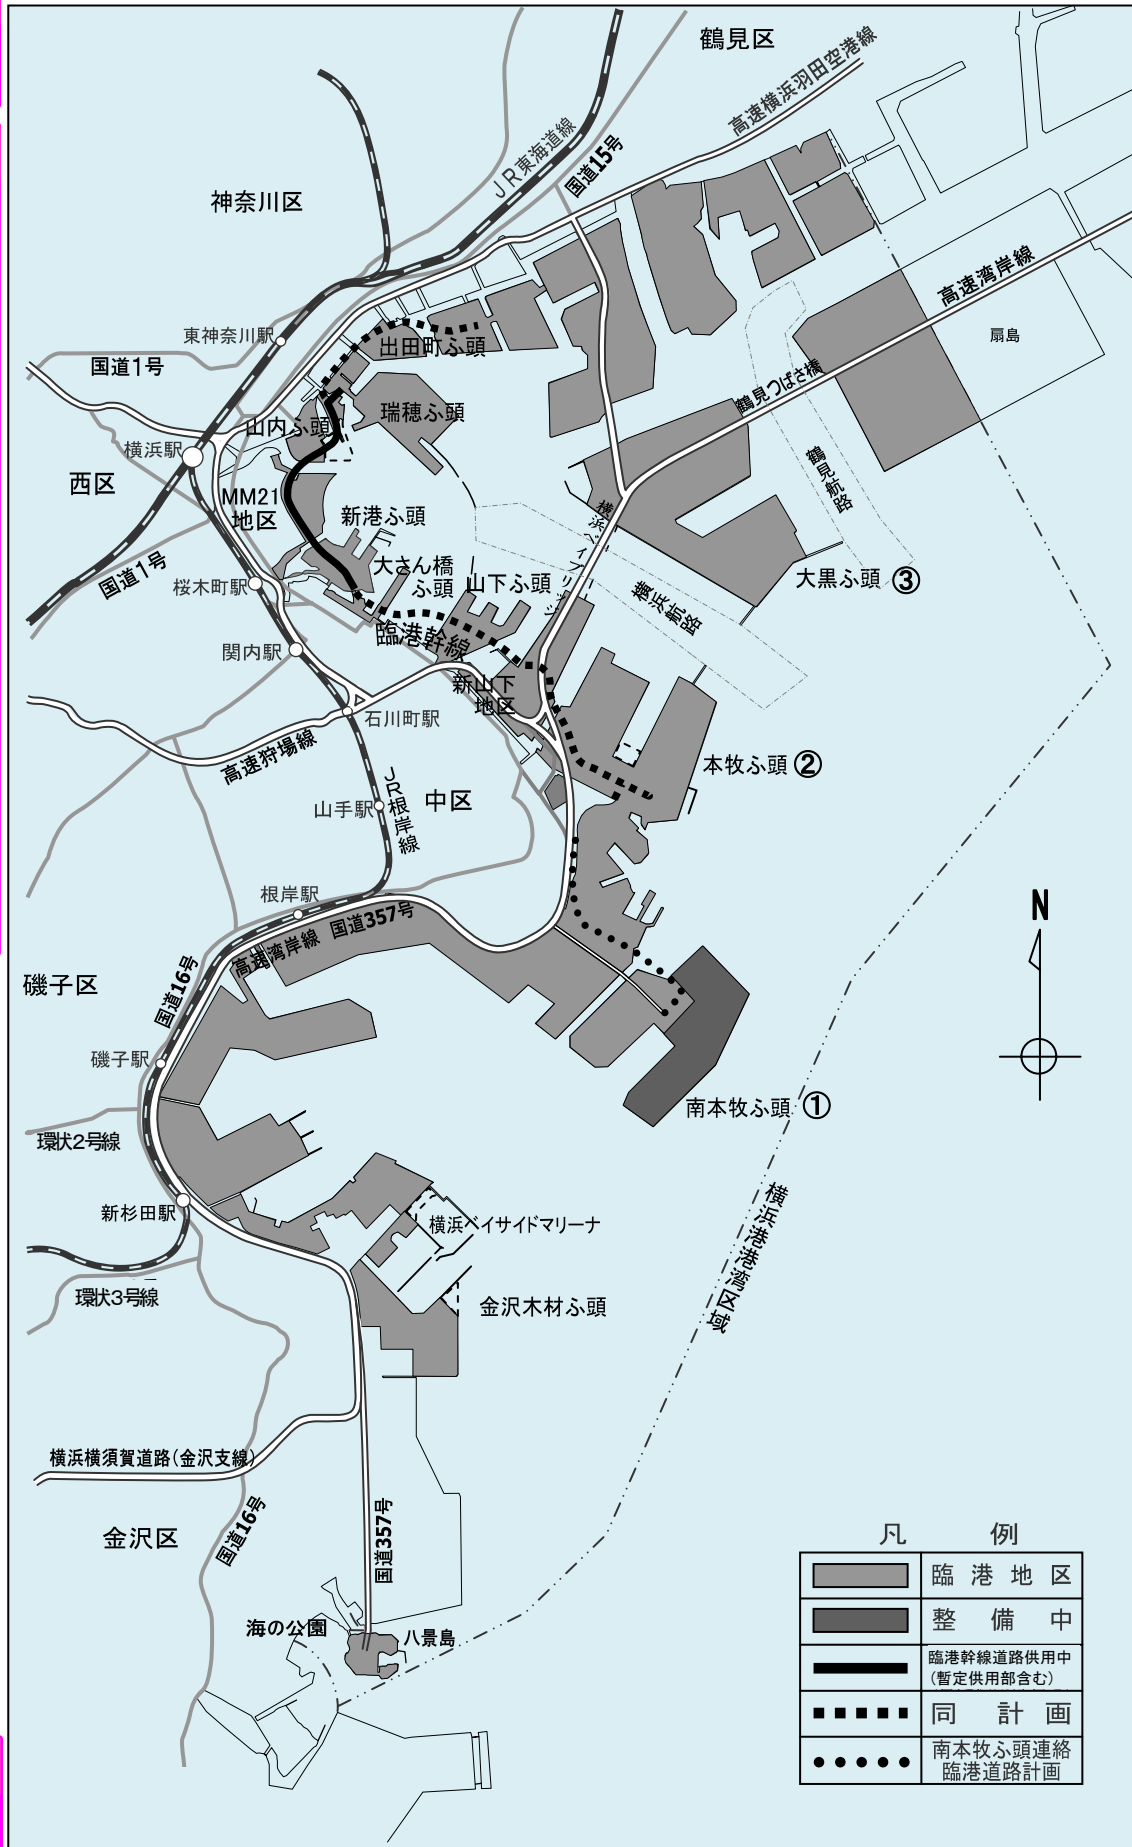 鶴見区
高速横浜羽田空港線
JR東海道線
国道15号
神奈川区
高速湾岸線
東神奈川駅
扇島
国道1号
出田町ふ頭
鶴見つばさ橋
山内ふ頭
瑞穂ふ頭
横浜駅
西区
鶴見航路
MM21
地区
新港ふ頭
横浜ベイブリッジ
国道1号
大さん橋
ふ頭
山下ふ頭
大黒ふ頭 ③
桜木町駅
横浜航路
関内駅
臨港幹線
新山下
地区
石川町駅
高速狩場線
本牧ふ頭 ②
JR根岸線
山手駅
中区
根岸駅
N
高速湾岸線 国道357号
磯子区
国道16号
磯子駅
南本牧ふ頭 ①
環状2号線
新杉田駅
横浜ベイサイドマリーナ
横浜港港湾区域
環状3号線
金沢木材ふ頭
横浜横須賀道路(金沢支線)
国道16号
国道357号
金沢区
海の公園
八景島
凡 例
臨港地区
整備中
臨港幹線道路供用中
(暫定供用部含む)
同計画
南本牧ふ頭連絡
臨港道路計画